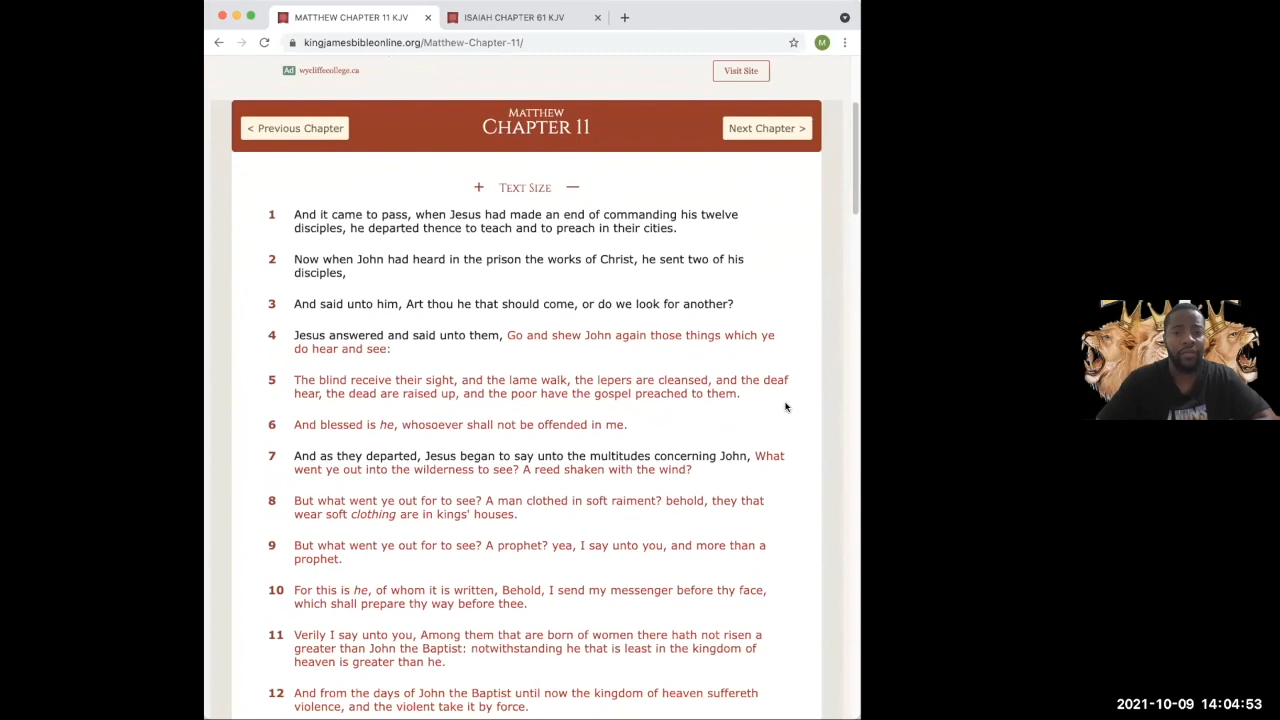 MATTHEW CHAPTER 11 KJV
ISAIAH CHAPTER 61 KJV
kingjamesbibleonline.org/Matthew-Chapter-11/
M
Ad wycliffecollege.ca
Visit Site
MATTHEW
< Previous Chapter
CHAPTER 11
Next Chapter >
+ TEXT SIZE —
1 And it came to pass, when Jesus had made an end of commanding his twelve
disciples, he departed thence to teach and to preach in their cities.
2 Now when John had heard in the prison the works of Christ, he sent two of his
disciples,
3 And said unto him, Art thou he that should come, or do we look for another?
4 Jesus answered and said unto them, Go and shew John again those things which ye
do hear and see:
5 The blind receive their sight, and the lame walk, the lepers are cleansed, and the deaf
hear, the dead are raised up, and the poor have the gospel preached to them.
6 And blessed is he, whosoever shall not be offended in me.
7 And as they departed, Jesus began to say unto the multitudes concerning John, What
went ye out into the wilderness to see? A reed shaken with the wind?
8 But what went ye out for to see? A man clothed in soft raiment? behold, they that
wear soft clothing are in kings' houses.
9 But what went ye out for to see? A prophet? yea, I say unto you, and more than a
prophet.
10 For this is he, of whom it is written, Behold, I send my messenger before thy face,
which shall prepare thy way before thee.
11 Verily I say unto you, Among them that are born of women there hath not risen a
greater than John the Baptist: notwithstanding he that is least in the kingdom of
heaven is greater than he.
12 And from the days of John the Baptist until now the kingdom of heaven suffereth
violence, and the violent take it by force.
2021-10-09 14:04:53